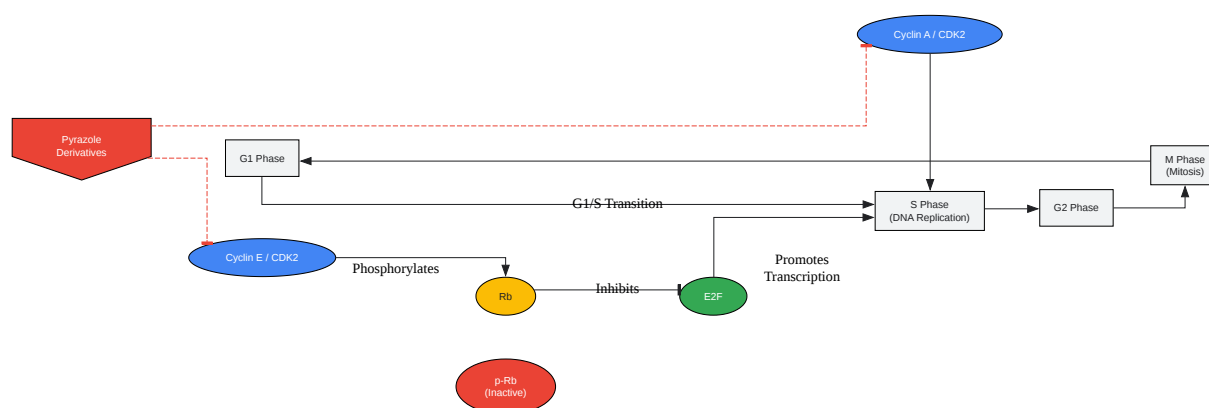 Cyclin A / CDK2
Pyrazole
Derivatives
G1 Phase
M Phase
(Mitosis)
G1/S Transition
S Phase
(DNA Replication)
G2 Phase
Cyclin E / CDK2
Phosphorylates
Promotes
Transcription
Rb
Inhibits
E2F
p-Rb
(Inactive)